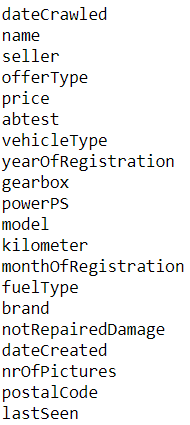 dateCrawled
name
seller
offerType
price
abtest
vehicleType
yearOfRegistration
gearbox
powerPS
model
kilometer
monthOfRegistration
fuelType
brand
notRepairedDamage
dateCreated
nrOfPictures
postalCode
lastSeen